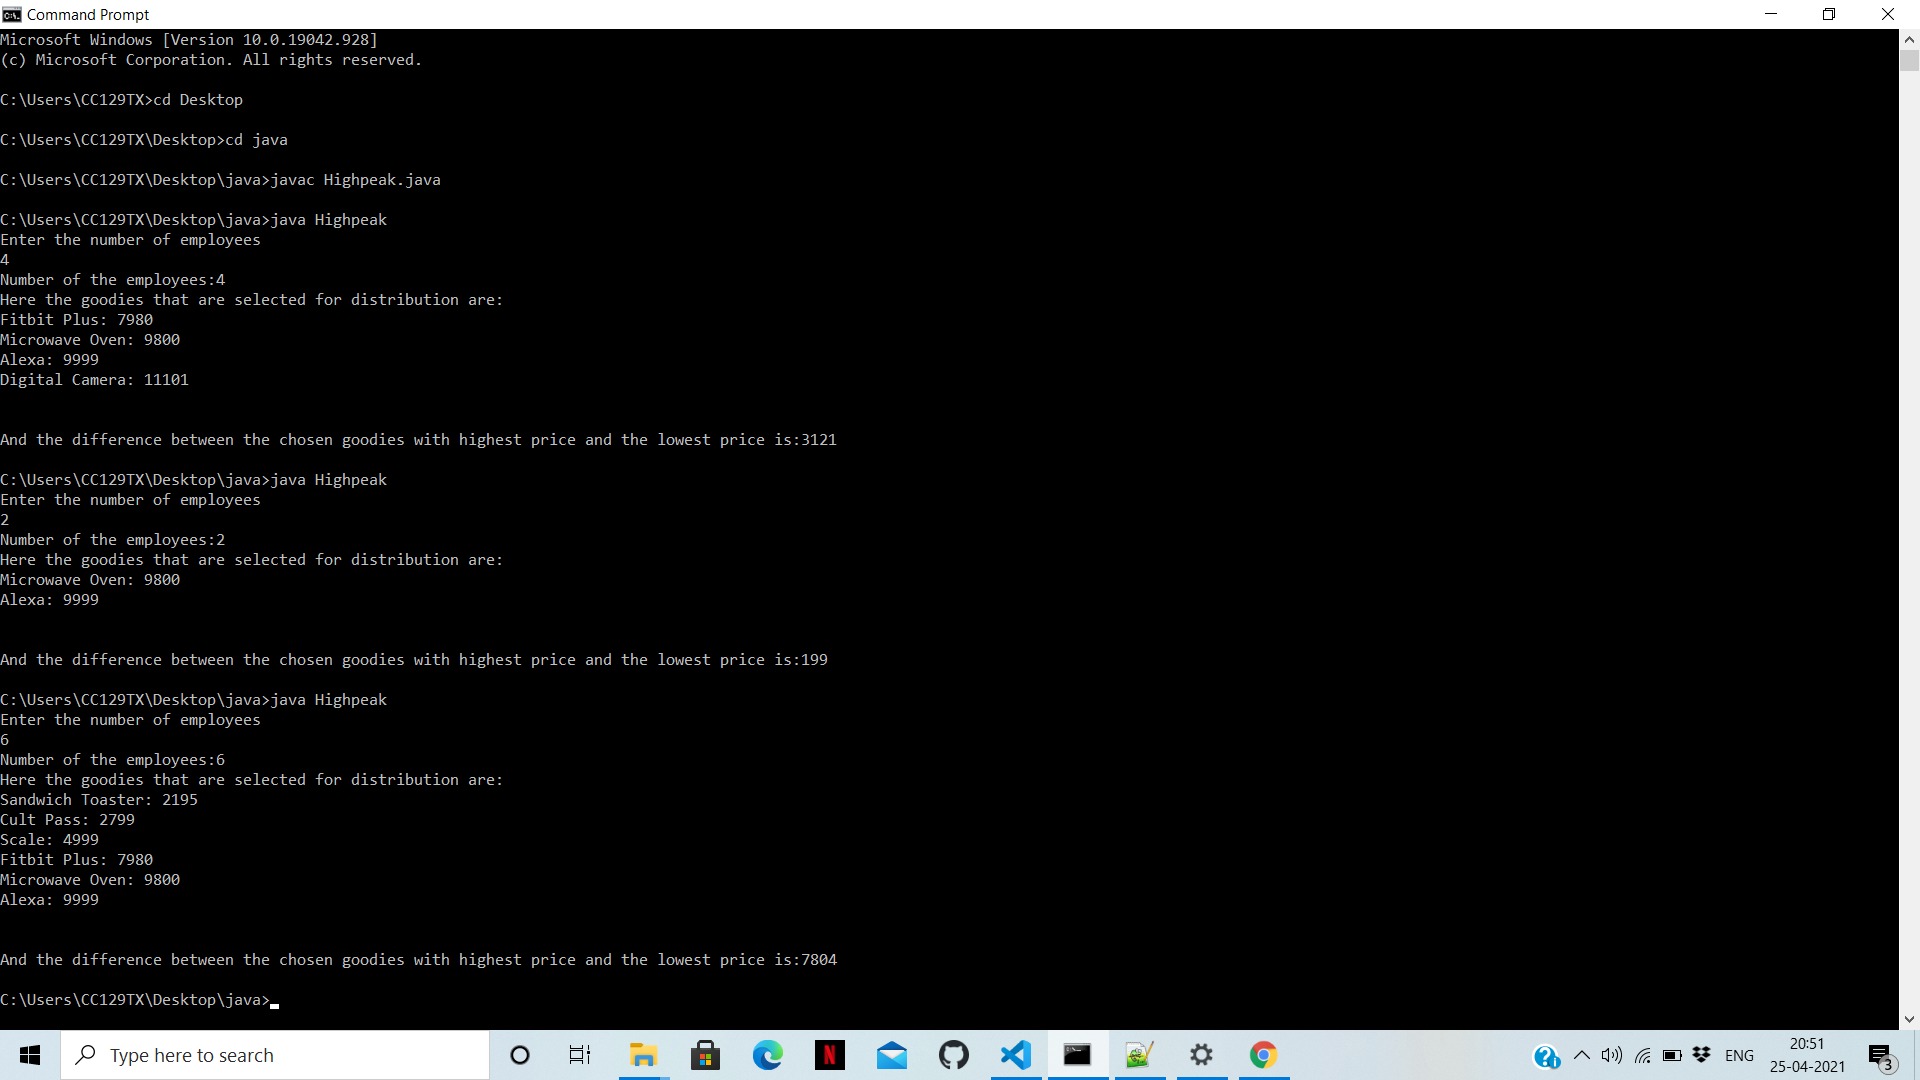 Command Prompt
Microsoft Windows [Version 10.0.19042.928]
(c) Microsoft Corporation. All rights reserved.
C:\Users\CC129TX>cd Desktop
C:\Users\CC129TX\Desktop>cd java
C:\Users\CC129TX\Desktop\java>javac Highpeak.java
C:\Users\CC129TX\Desktop\java>java Highpeak
Enter the number of employees
4
Number of the employees:4
Here the goodies that are selected for distribution are:
Fitbit Plus: 7980
Microwave Oven: 9800
Alexa: 9999
Digital Camera: 11101
And the difference between the chosen goodies with highest price and the lowest price is:3121
C:\Users\CC129TX\Desktop\java>java Highpeak
Enter the number of employees
2
Number of the employees:2
Here the goodies that are selected for distribution are:
Microwave Oven: 9800
Alexa: 9999
And the difference between the chosen goodies with highest price and the lowest price is:199
C:\Users\CC129TX\Desktop\java>java Highpeak
Enter the number of employees
6
Number of the employees:6
Here the goodies that are selected for distribution are:
Sandwich Toaster: 2195
Cult Pass: 2799
Scale: 4999
Fitbit Plus: 7980
Microwave Oven: 9800
Alexa: 9999
And the difference between the chosen goodies with highest price and the lowest price is:7804
C:\Users\CC129TX\Desktop\java>
Type here to search
ENG
20:51
25-04-2021
3